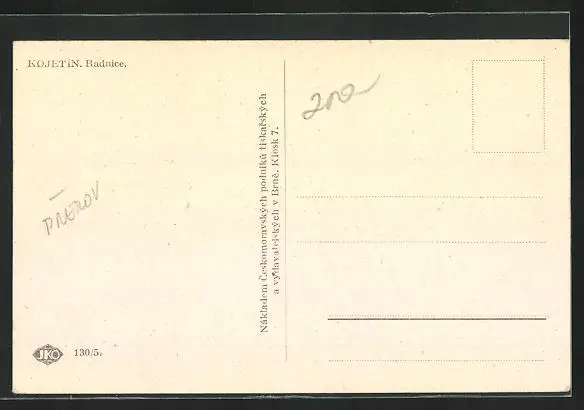 KOJETÍN. Radnice.
PŘEROV
JKO 130/5.
Nákladem Českomoravských podniků tiskařských
a vydavatelských v Brně. Kiosk 7.
200